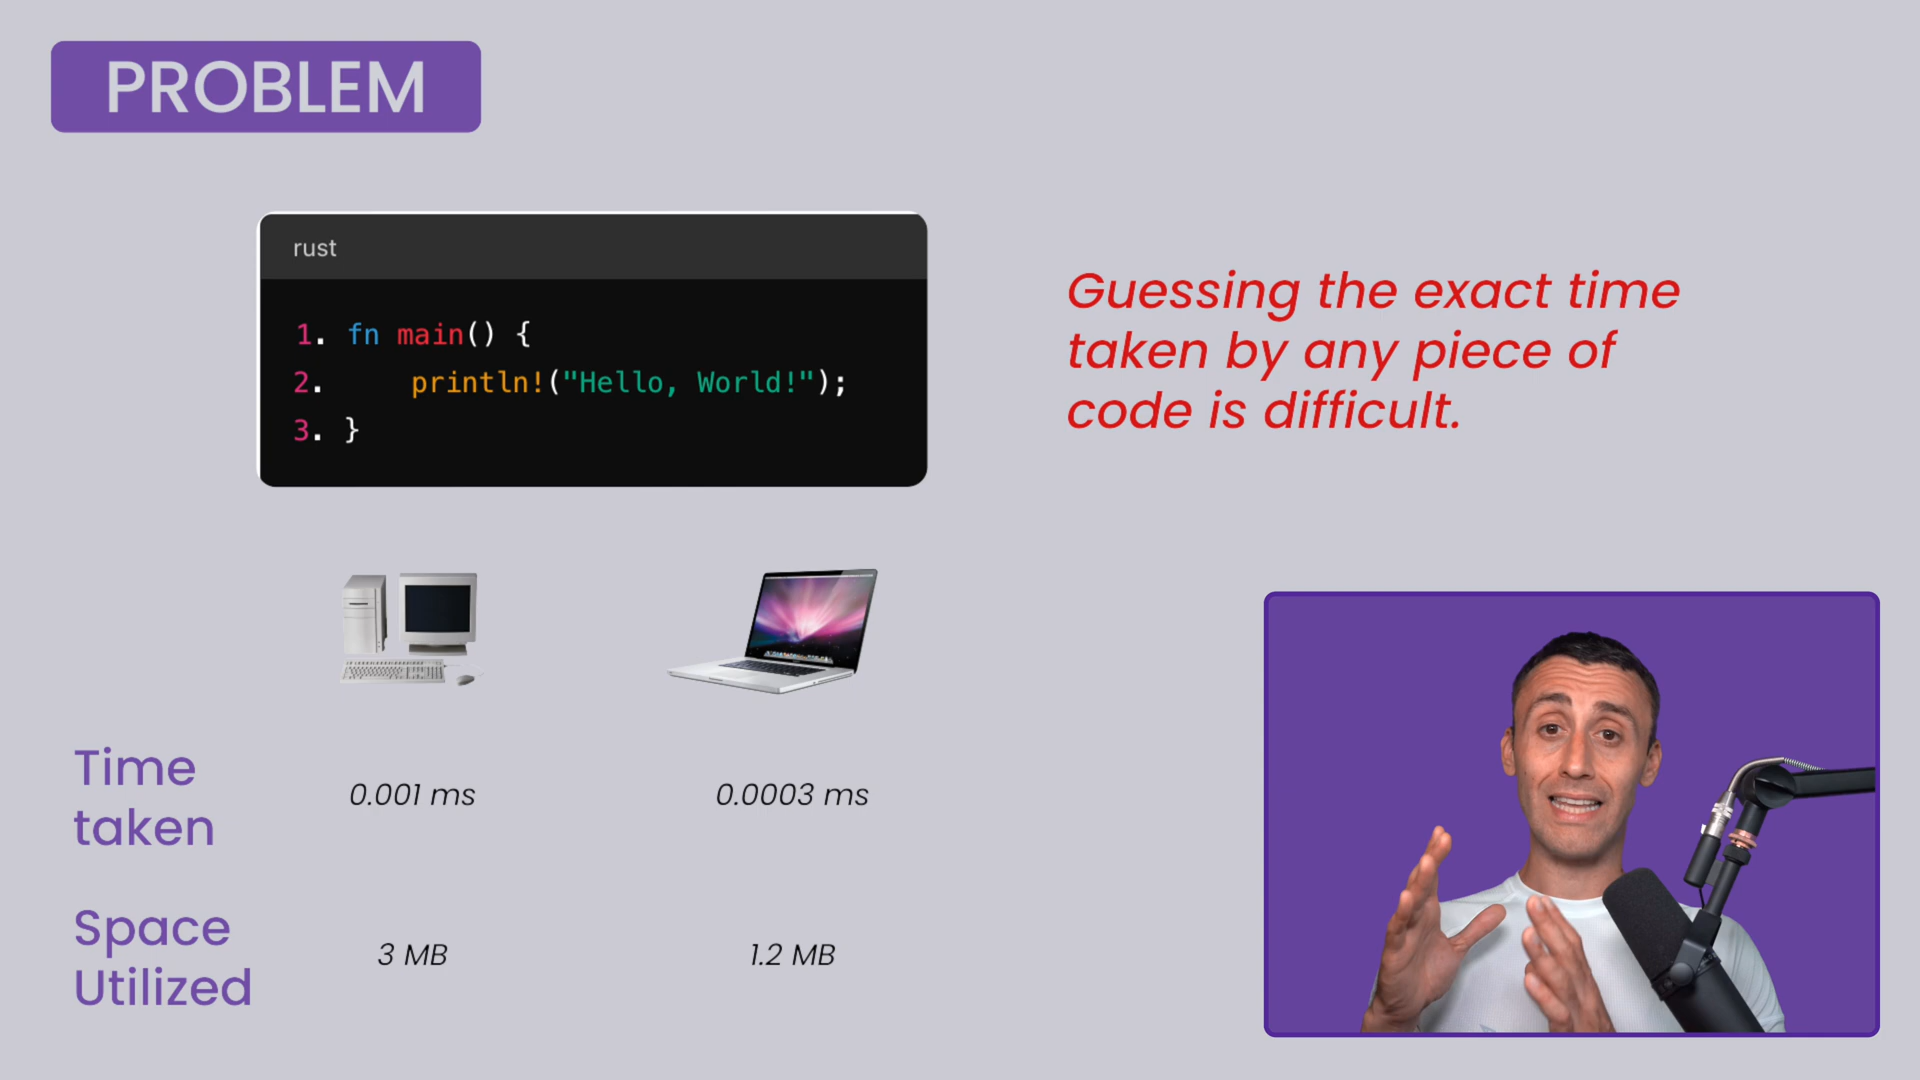 PROBLEM
rust
1. fn main() {
2.     println!("Hello, World!");
3. }
Guessing the exact time
taken by any piece of
code is difficult.
Time
taken
0.001 ms
0.0003 ms
Space
Utilized
3 MB
1.2 MB